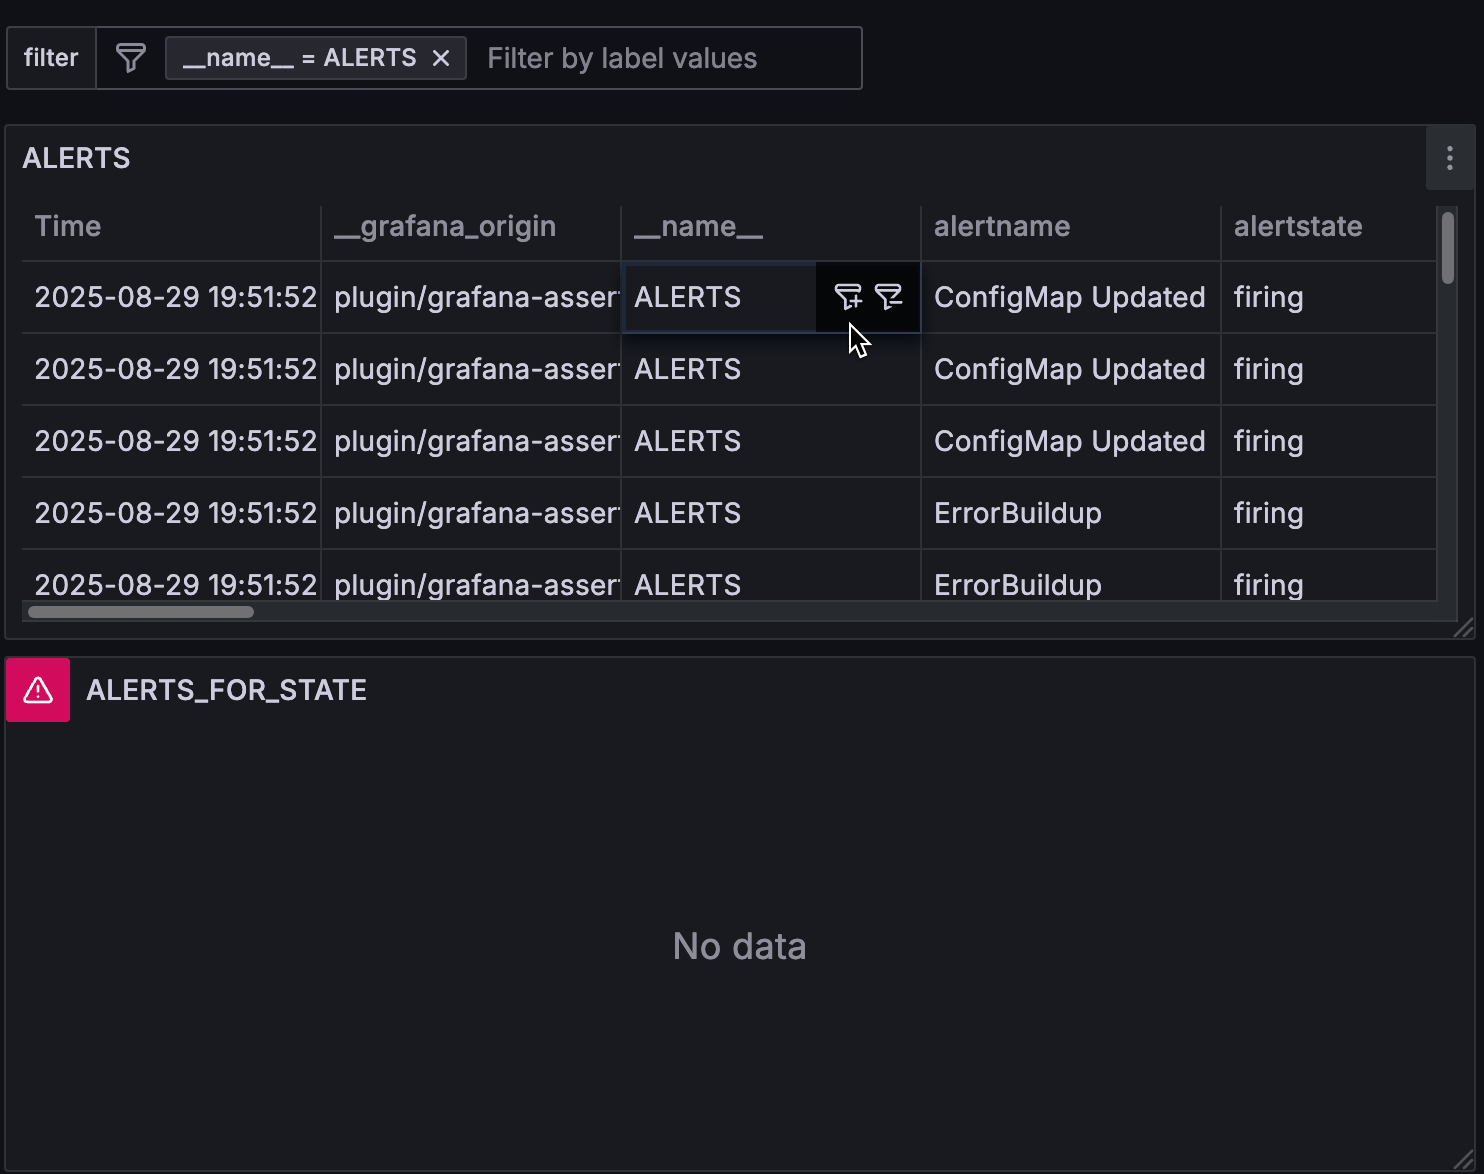 filter __name__ = ALERTS Filter by label values
ALERTS
Time __grafana_origin __name__ alertname alertstate
2025-08-29 19:51:52 plugin/grafana-asser ALERTS ConfigMap Updated firing
2025-08-29 19:51:52 plugin/grafana-asser ALERTS ConfigMap Updated firing
2025-08-29 19:51:52 plugin/grafana-asser ALERTS ConfigMap Updated firing
2025-08-29 19:51:52 plugin/grafana-asser ALERTS ErrorBuildup firing
2025-08-29 19:51:52 plugin/grafana-asser ALERTS ErrorBuildup firing
ALERTS_FOR_STATE
No data